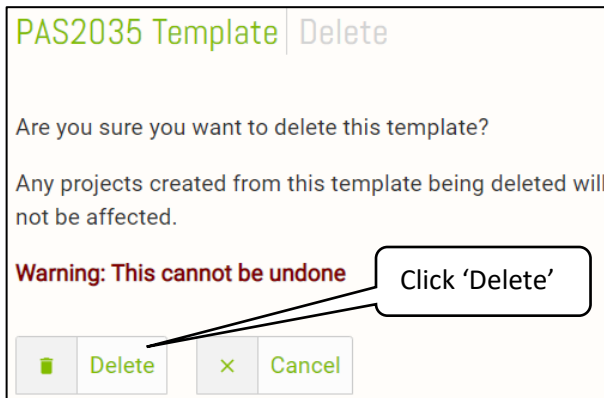 PAS2035 Template Delete
Are you sure you want to delete this template?
Any projects created from this template being deleted will
not be affected.
Warning: This cannot be undone
Click ‘Delete’
Delete
Cancel